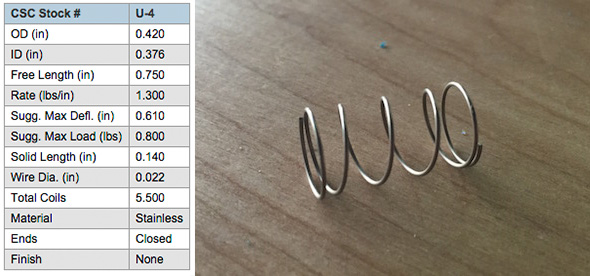 CSC Stock # U-4
OD (in) 0.420
ID (in) 0.376
Free Length (in) 0.750
Rate (lbs/in) 1.300
Sugg. Max Defl. (in) 0.610
Sugg. Max Load (lbs) 0.800
Solid Length (in) 0.140
Wire Dia. (in) 0.022
Total Coils 5.500
Material Stainless
Ends Closed
Finish None